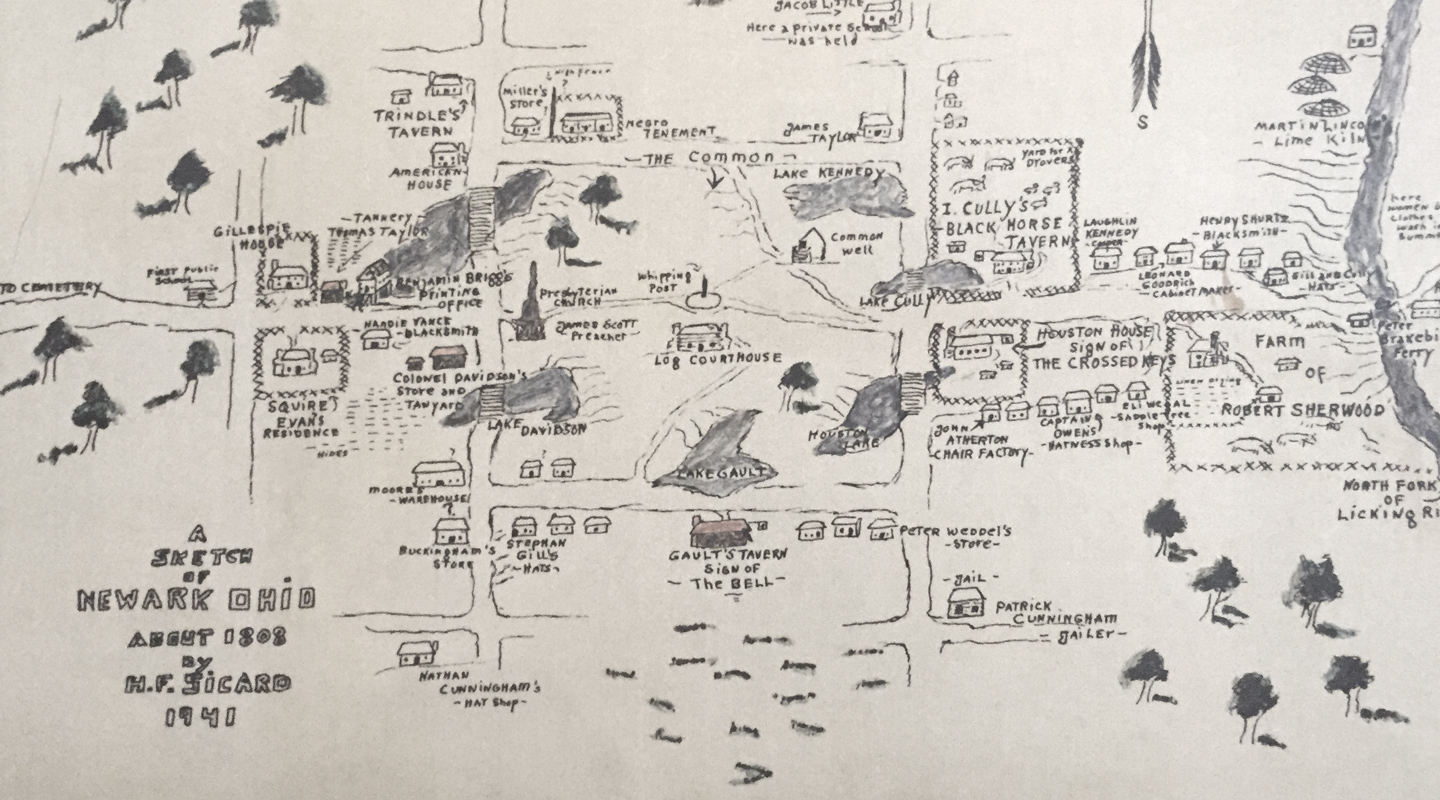 JACOB LITTLE
Here a Private School
was held
High fence
?
Miller's
Store
TRINDLE'S
TAVERN
Negro
TENEMENT
JAMES
TAYLOR
S
MARTIN LINCO
- Lime Kiln
AMERICAN
HOUSE
- THE Common -
LAKE KENNEDY
YARD for
Drovers
I. CULLY'S
- BLACK HORSE
TAVERN
here
women
clothes
wash in
Summe
GILLESPIE
HOUSE
- TANNERY
THOMAS TAYLOR
Common
well
LAUGHLIN
KENNEDY
- COOPER -
HENRY SHURTZ
- BLACKSMITH -
First Public
School
TO CEMETERY
BENJAMIN BRIGGS
PRINTING
OFFICE
PRESBYTERIAN
CHURCH
Whipping
Post
LAKE CULLY
LEONARD
GOODRICH
- CABINET MAKER -
Gill and Cully
- HATS -
NANDIE VANCE
- BLACKSMITH
JAMES SCOTT
Preacher
LOG COURTHOUSE
HOUSTON HOUSE
Sign of
THE CROSSED KEYS
FARM
OF
ROBERT SHERWOOD
Peter
Brakebi
Ferry
COLONEL DAVIDSON'S
STORE and
TANYARD
SQUIRE
EVANS
RESIDENCE
HIDES
LAKE DAVIDSON
HOUSTON
LAKE
JOHN
ATHERTON
CHAIR FACTORY -
CAPTAIN
OWENS
- HARNESS Shop -
- Saddle Tree
Shop -
LAKE GAULT
?
MOORE'S
- WAREHOUSE
NORTH FORK
OF
LICKING RI
?
BUCKINGHAM'S
STORE
STEPHAN
Gill's
- HATS -
GAULT'S TAVERN
SIGN OF
- The BELL -
PETER WEDDEL'S
- STORE -
- JAIL -
PATRICK
CUNNINGHAM
= JAILER -
NATHAN
CUNNINGHAM'S
- HAT Shop -
A
SKETCH
OF
NEWARK OHIO
ABOUT 1808
by
H.F. SICARD
1941